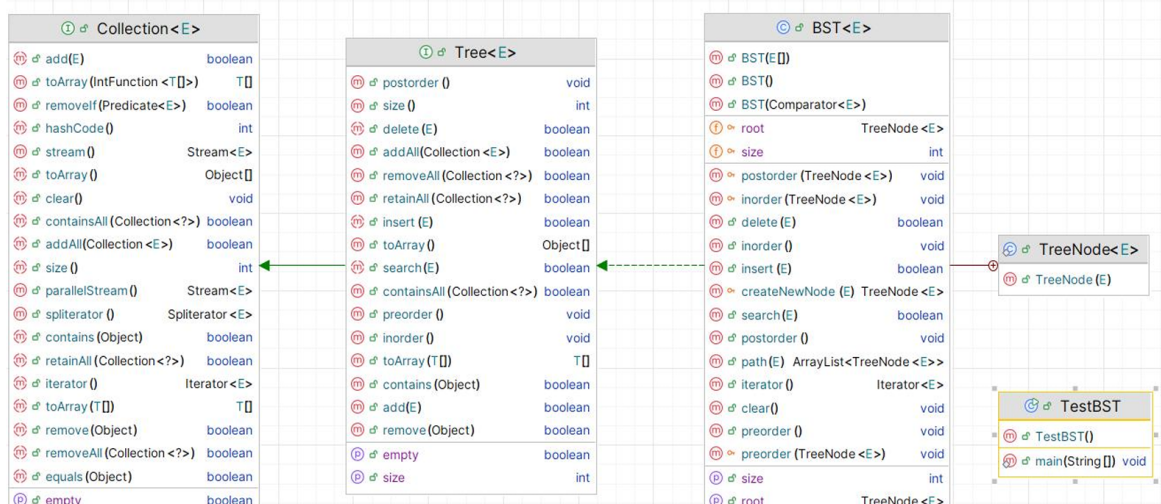 Collection<E>
add(E) boolean
toArray(IntFunction<T[]>) T[]
removeIf(Predicate<E>) boolean
hashCode() int
stream() Stream<E>
toArray() Object[]
clear() void
containsAll(Collection<?>) boolean
addAll(Collection<E>) boolean
size() int
parallelStream() Stream<E>
spliterator() Spliterator<E>
contains(Object) boolean
retainAll(Collection<?>) boolean
iterator() Iterator<E>
toArray(T[]) T[]
remove(Object) boolean
removeAll(Collection<?>) boolean
equals(Object) boolean
empty boolean
Tree<E>
postorder() void
size() int
delete(E) boolean
addAll(Collection<E>) boolean
removeAll(Collection<?>) boolean
retainAll(Collection<?>) boolean
insert(E) boolean
toArray() Object[]
search(E) boolean
containsAll(Collection<?>) boolean
preorder() void
inorder() void
toArray(T[]) T[]
contains(Object) boolean
add(E) boolean
remove(Object) boolean
empty boolean
size int
BST<E>
BST(E[])
BST()
BST(Comparator<E>)
root TreeNode<E>
size int
postorder(TreeNode<E>) void
inorder(TreeNode<E>) void
delete(E) boolean
inorder() void
insert(E) boolean
createNewNode(E) TreeNode<E>
search(E) boolean
postorder() void
path(E) ArrayList<TreeNode<E>>
iterator() Iterator<E>
clear() void
preorder() void
preorder(TreeNode<E>) void
size int
root TreeNode<E>
TreeNode<E>
TreeNode(E)
TestBST
TestBST()
main(String[]) void